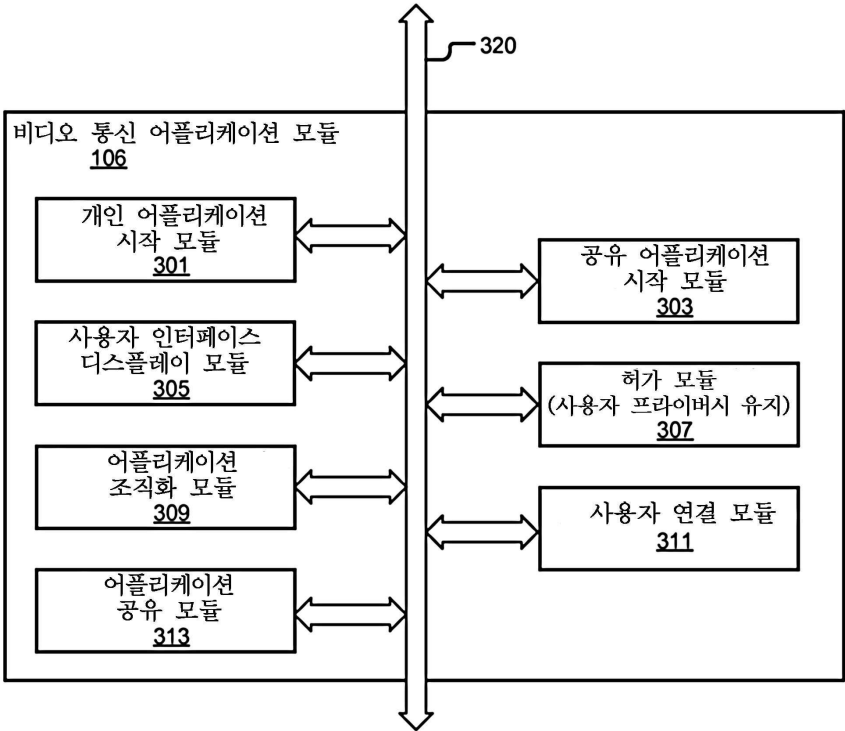 320
비디오 통신 어플리케이션 모듈
106
개인 어플리케이션
시작 모듈
301
공유 어플리케이션
시작 모듈
303
사용자 인터페이스
디스플레이 모듈
305
허가 모듈
(사용자 프라이버시 유지)
307
어플리케이션
조직화 모듈
309
사용자 연결 모듈
311
어플리케이션
공유 모듈
313